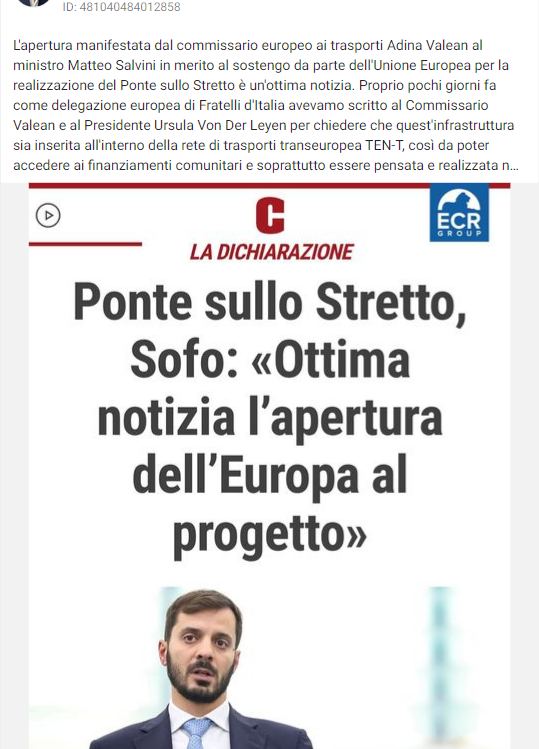 ID: 481040484012858
L'apertura manifestata dal commissario europeo ai trasporti Adina Valean al
ministro Matteo Salvini in merito al sostengo da parte dell'Unione Europea per la
realizzazione del Ponte sullo Stretto è un'ottima notizia. Proprio pochi giorni fa
come delegazione europea di Fratelli d'Italia avevamo scritto al Commissario
Valean e al Presidente Ursula Von Der Leyen per chiedere che quest'infrastruttura
sia inserita all'interno della rete di trasporti transeuropea TEN-T, così da poter
accedere ai finanziamenti comunitari e soprattutto essere pensata e realizzata n...
C
ECR
GROUP
LA DICHIARAZIONE
Ponte sullo Stretto,
Sofo: «Ottima
notizia l’apertura
dell’Europa al
progetto»